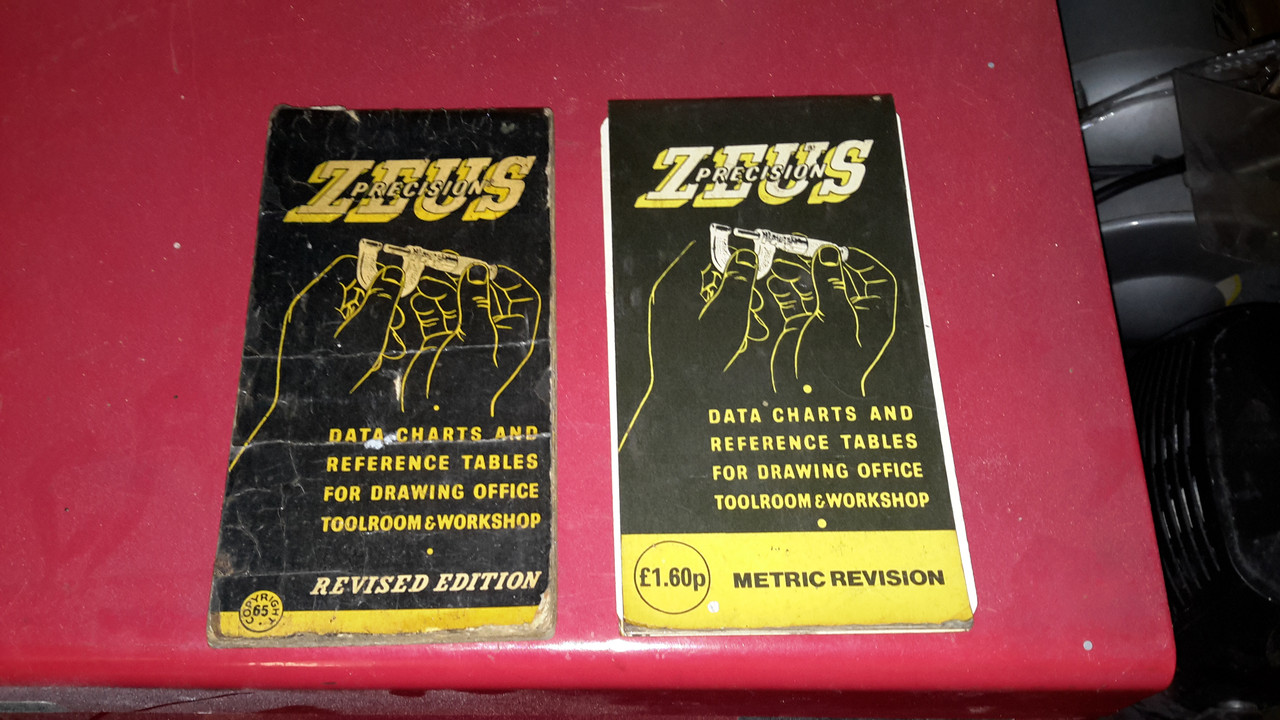 ZEUS
PRECISION
DATA CHARTS AND
REFERENCE TABLES
FOR DRAWING OFFICE
TOOLROOM & WORKSHOP
REVISED EDITION
COPYRIGHT
65
ZEUS
PRECISION
DATA CHARTS AND
REFERENCE TABLES
FOR DRAWING OFFICE
TOOLROOM & WORKSHOP
£1.60p
METRIC REVISION